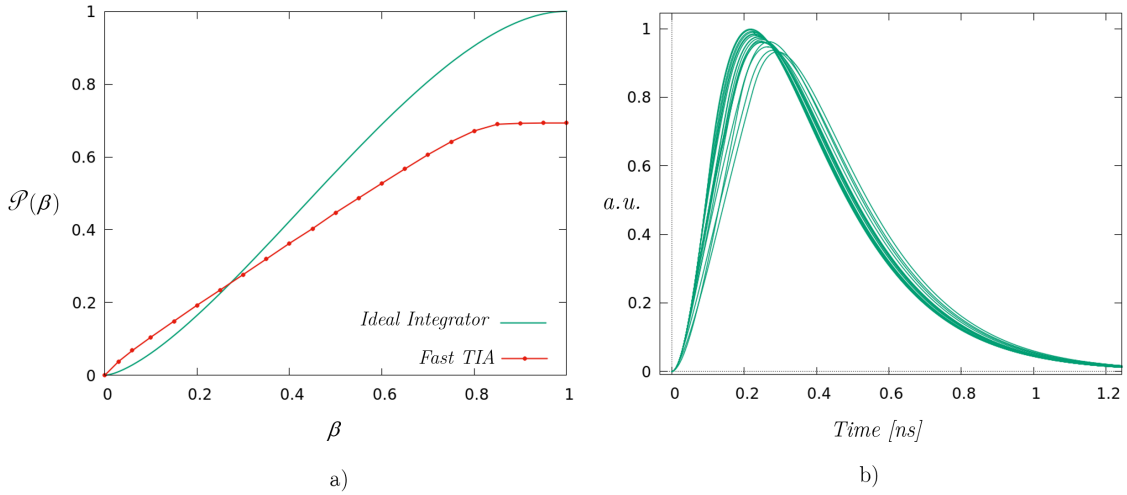 1
0.8
0.6
0.4
0.2
0
𝒫(β)
Ideal Integrator
Fast TIA
0 0.2 0.4 0.6 0.8 1
β
a)
1
0.8
0.6
0.4
0.2
0
a.u.
0 0.2 0.4 0.6 0.8 1 1.2
Time [ns]
b)